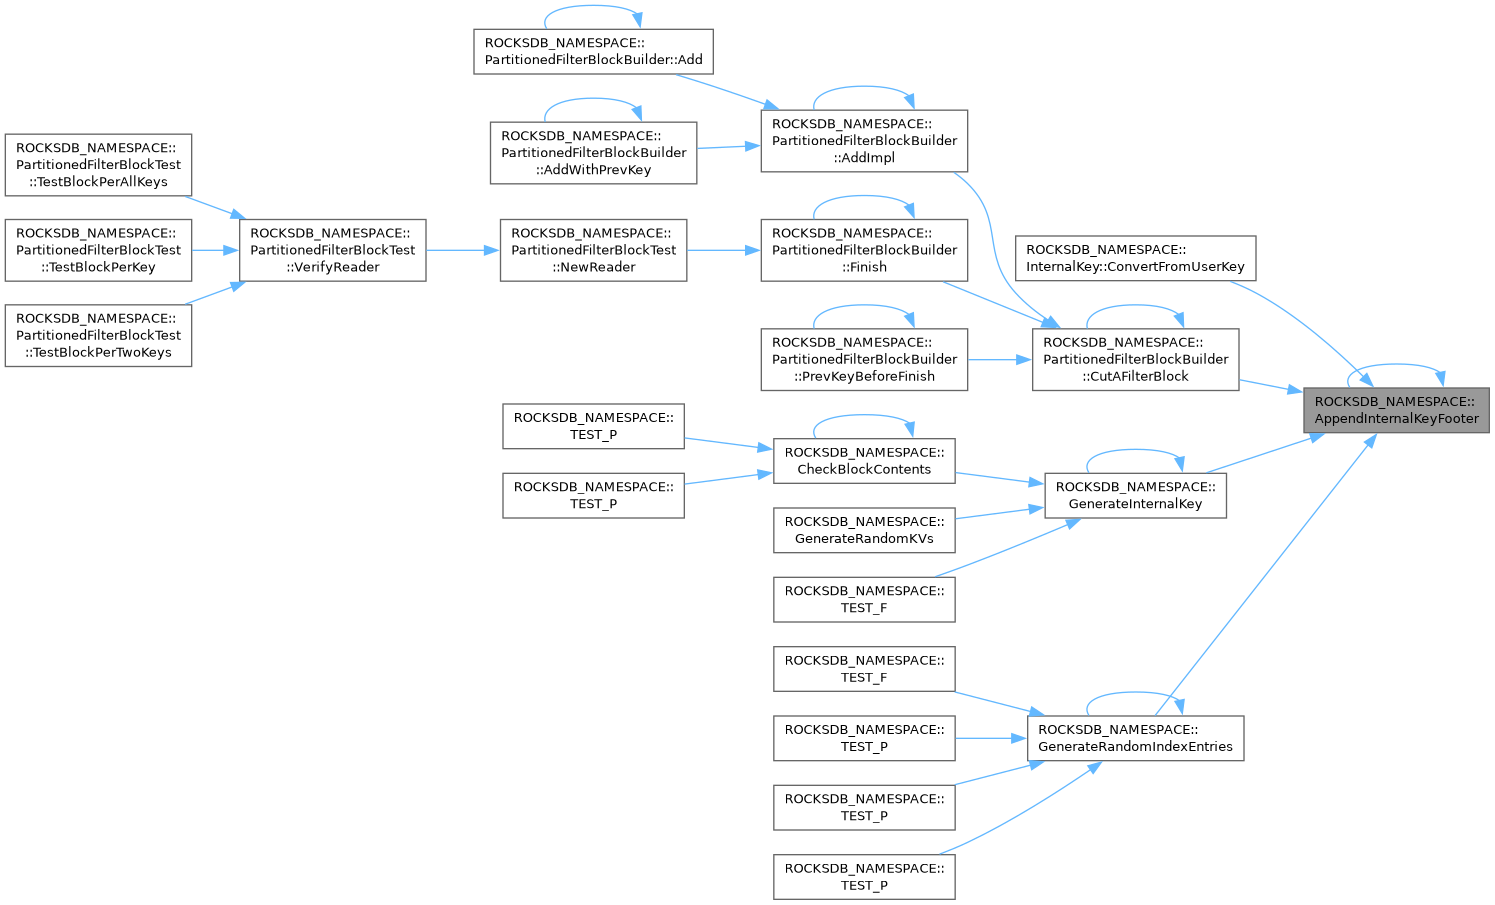 ROCKSDB_NAMESPACE::
PartitionedFilterBlockBuilder::Add
ROCKSDB_NAMESPACE::
PartitionedFilterBlockBuilder
::AddWithPrevKey
ROCKSDB_NAMESPACE::
PartitionedFilterBlockBuilder
::AddImpl
ROCKSDB_NAMESPACE::
PartitionedFilterBlockTest
::TestBlockPerAllKeys
ROCKSDB_NAMESPACE::
PartitionedFilterBlockTest
::TestBlockPerKey
ROCKSDB_NAMESPACE::
PartitionedFilterBlockTest
::TestBlockPerTwoKeys
ROCKSDB_NAMESPACE::
PartitionedFilterBlockTest
::VerifyReader
ROCKSDB_NAMESPACE::
PartitionedFilterBlockTest
::NewReader
ROCKSDB_NAMESPACE::
PartitionedFilterBlockBuilder
::Finish
ROCKSDB_NAMESPACE::
InternalKey::ConvertFromUserKey
ROCKSDB_NAMESPACE::
PartitionedFilterBlockBuilder
::PrevKeyBeforeFinish
ROCKSDB_NAMESPACE::
PartitionedFilterBlockBuilder
::CutAFilterBlock
ROCKSDB_NAMESPACE::
AppendInternalKeyFooter
ROCKSDB_NAMESPACE::
TEST_P
ROCKSDB_NAMESPACE::
TEST_P
ROCKSDB_NAMESPACE::
CheckBlockContents
ROCKSDB_NAMESPACE::
GenerateInternalKey
ROCKSDB_NAMESPACE::
GenerateRandomKVs
ROCKSDB_NAMESPACE::
TEST_F
ROCKSDB_NAMESPACE::
TEST_F
ROCKSDB_NAMESPACE::
TEST_P
ROCKSDB_NAMESPACE::
GenerateRandomIndexEntries
ROCKSDB_NAMESPACE::
TEST_P
ROCKSDB_NAMESPACE::
TEST_P